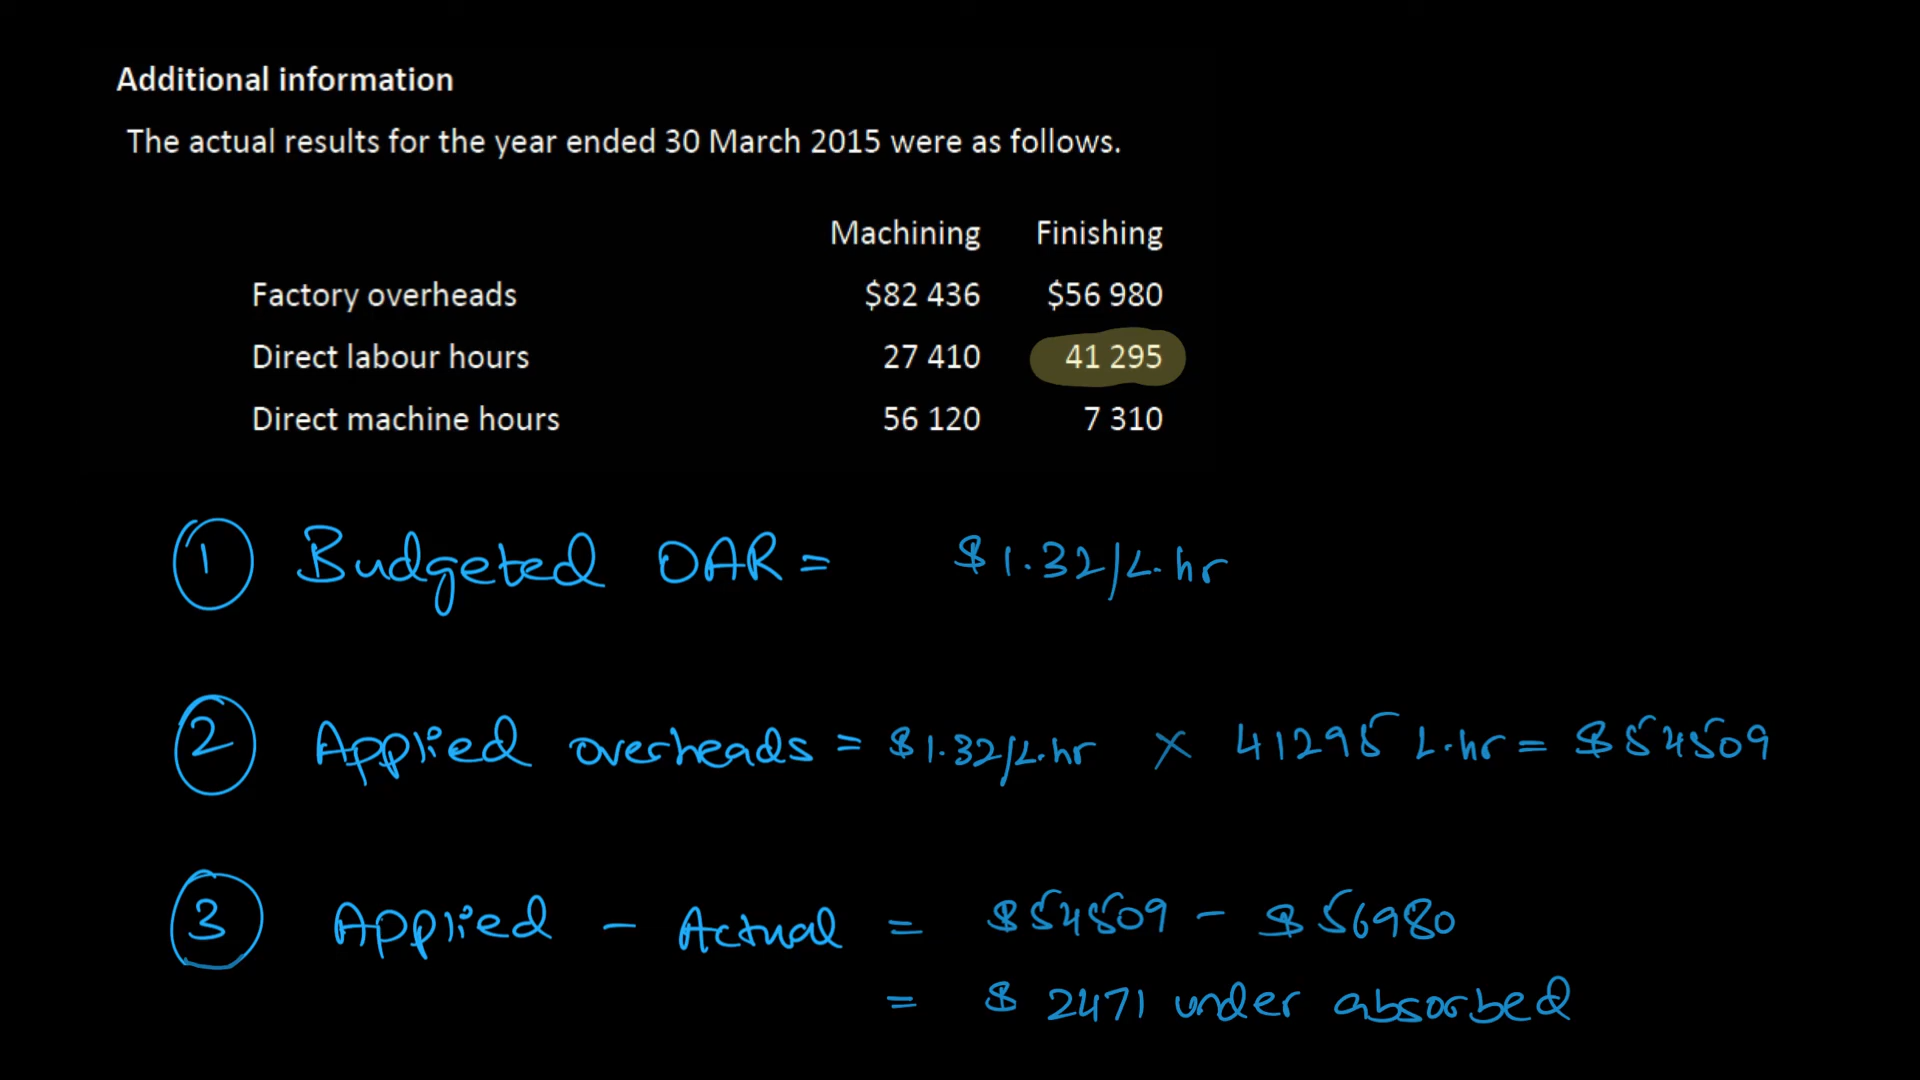 Additional information
The actual results for the year ended 30 March 2015 were as follows.
Machining Finishing
Factory overheads $82 436 $56 980
Direct labour hours 27 410 41 295
Direct machine hours 56 120 7 310
1 Budgeted OAR = $1.32/L.hr
2 Applied overheads = $1.32/L.hr × 41295 L.hr = $54509
3 Applied - Actual = $54509 - $56980
= $ 2471 under absorbed